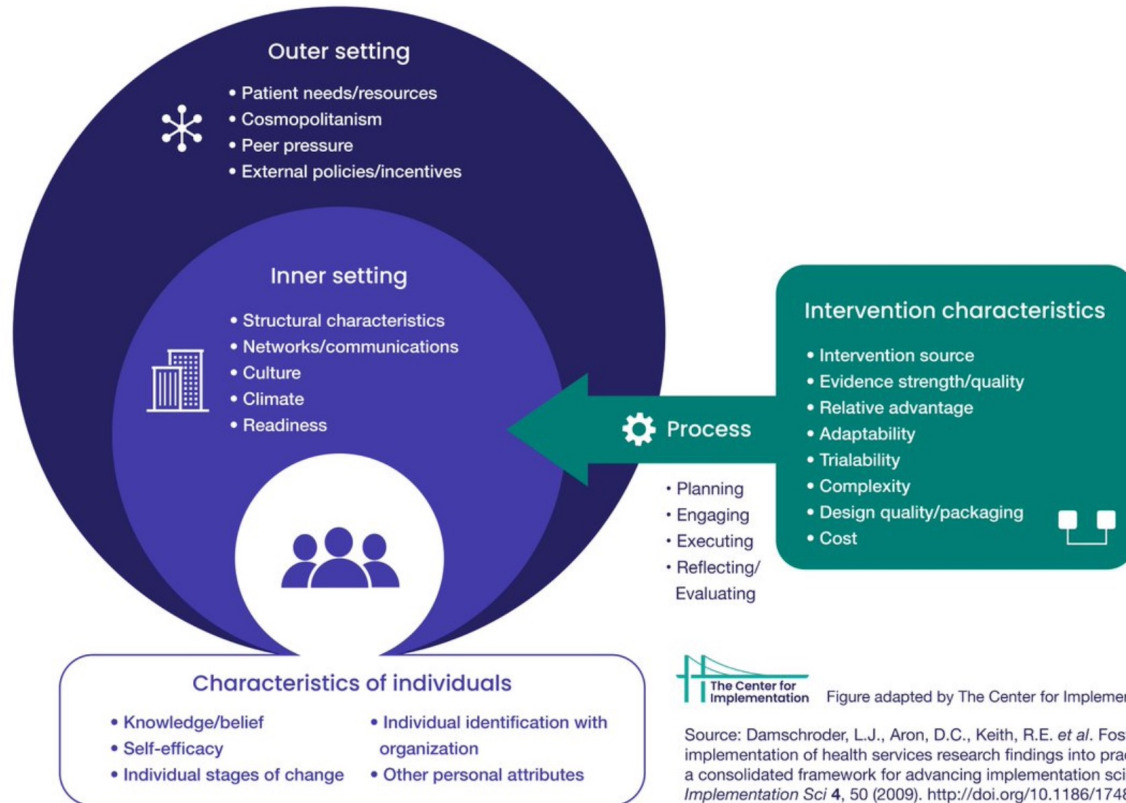 Outer setting
• Patient needs/resources
• Cosmopolitanism
• Peer pressure
• External policies/incentives
Inner setting
• Structural characteristics
• Networks/communications
• Culture
• Climate
• Readiness
Process
• Planning
• Engaging
• Executing
• Reflecting/
Evaluating
Intervention characteristics
• Intervention source
• Evidence strength/quality
• Relative advantage
• Adaptability
• Trialability
• Complexity
• Design quality/packaging
• Cost
Characteristics of individuals
• Knowledge/belief
• Self-efficacy
• Individual stages of change
• Individual identification with
organization
• Other personal attributes
The Center for
Implementation
Figure adapted by The Center for Implemen
Source: Damschroder, L.J., Aron, D.C., Keith, R.E. et al. Fos
implementation of health services research findings into prac
a consolidated framework for advancing implementation sci
Implementation Sci 4, 50 (2009). http://doi.org/10.1186/1748